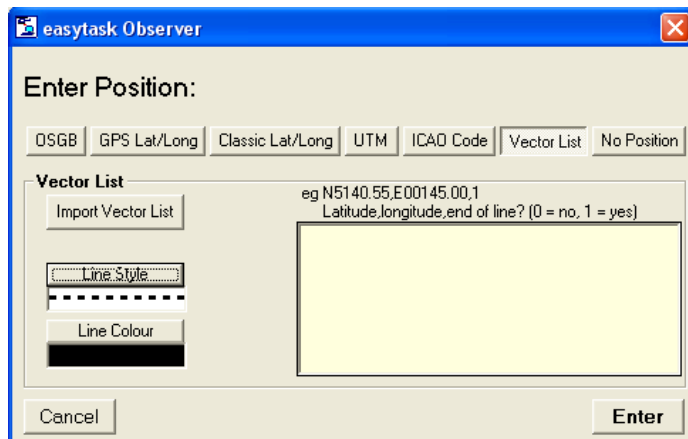 easytask Observer
Enter Position:
OSGB GPS Lat/Long Classic Lat/Long UTM ICAO Code Vector List No Position
Vector List
eg N5140.55,E00145.00,1
Import Vector List
Latitude,longitude,end of line? (0 = no, 1 = yes)
Line Style
Line Colour
Cancel
Enter